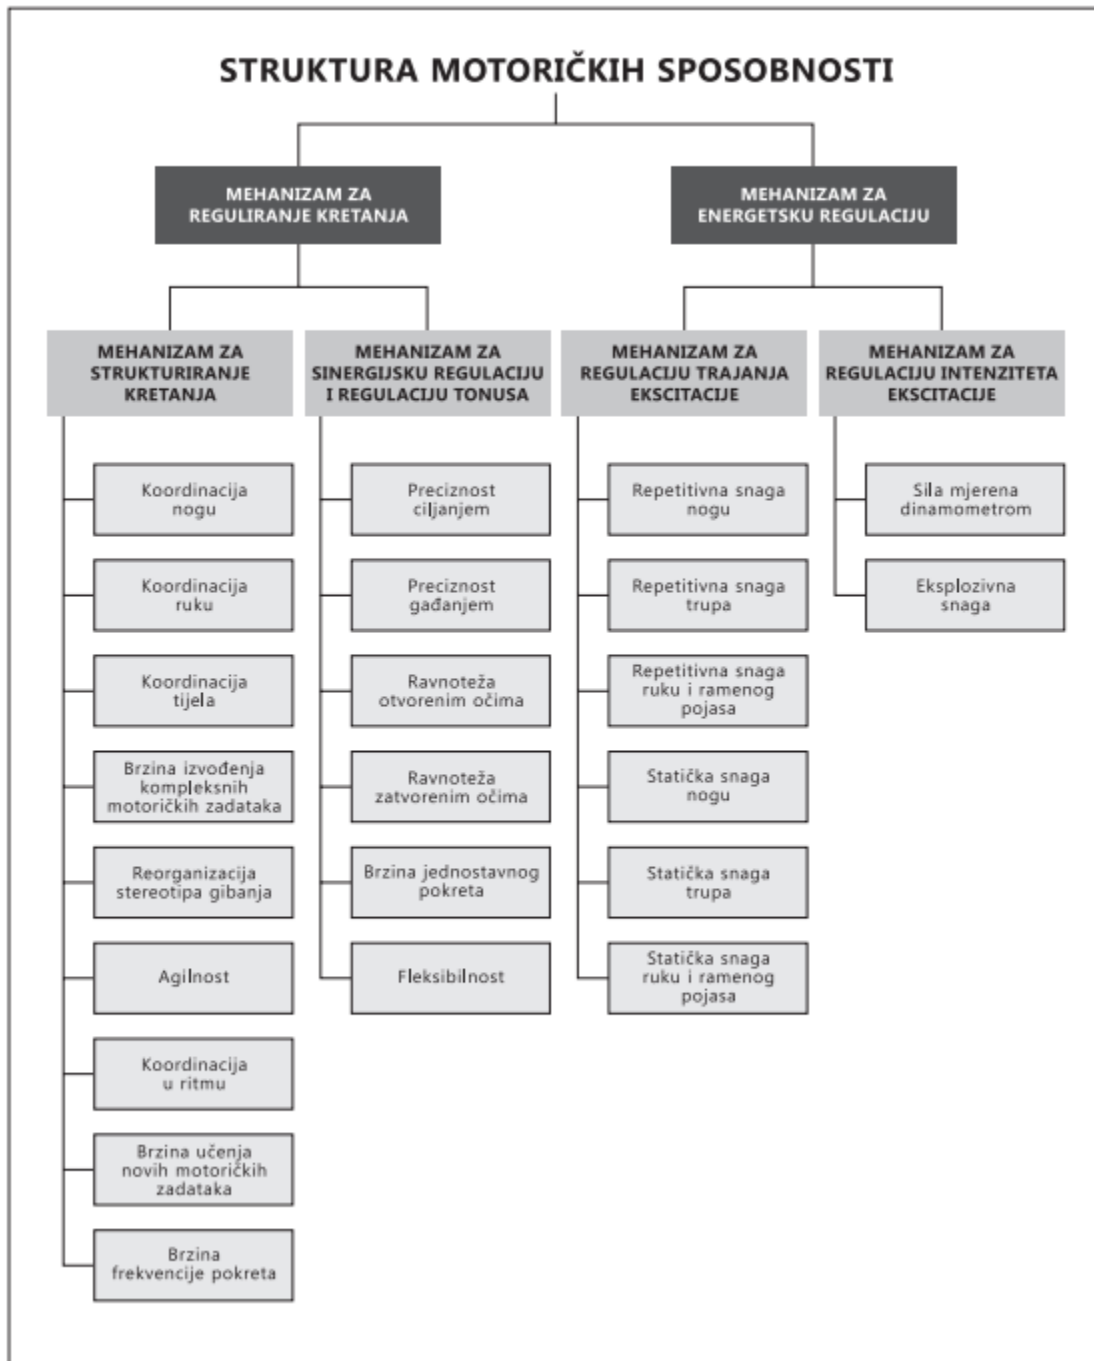 STRUKTURA MOTORIČKIH SPOSOBNOSTI
MEHANIZAM ZA
REGULIRANJE KRETANJA
MEHANIZAM ZA
ENERGETSKU REGULACIJU
MEHANIZAM ZA
STRUKTURIRANJE
KRETANJA
MEHANIZAM ZA
SINERGIJSKU REGULACIJU
I REGULACIJU TONUSA
MEHANIZAM ZA
REGULACIJU TRAJANJA
EKSCITACIJE
MEHANIZAM ZA
REGULACIJU INTENZITETA
EKSCITACIJE
Koordinacija
nogu
Koordinacija
ruku
Koordinacija
tijela
Brzina izvođenja
kompleksnih
motoričkih zadataka
Reorganizacija
stereotipa gibanja
Agilnost
Koordinacija
u ritmu
Brzina učenja
novih motoričkih
zadataka
Brzina
frekvencije pokreta
Preciznost
ciljanjem
Preciznost
gađanjem
Ravnoteža
otvorenim očima
Ravnoteža
zatvorenim očima
Brzina jednostavnog
pokreta
Fleksibilnost
Repetitivna snaga
nogu
Repetitivna snaga
trupa
Repetitivna snaga
ruku i ramenog
pojasa
Statička snaga
nogu
Statička snaga
trupa
Statička snaga
ruku i ramenog
pojasa
Sila mjerena
dinamometrom
Eksplozivna
snaga